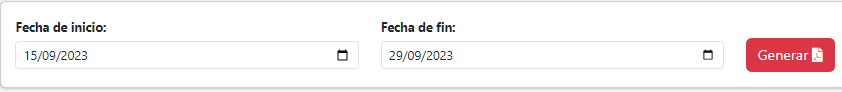 Fecha de inicio:
Fecha de fin:
15/09/2023
29/09/2023
Generar